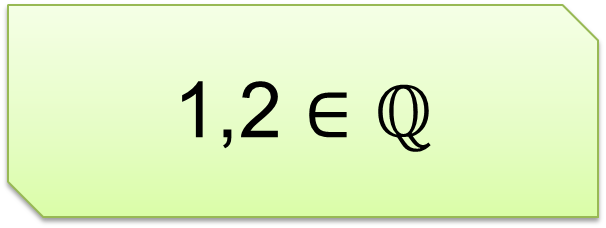 1,2 ∈ ℚ